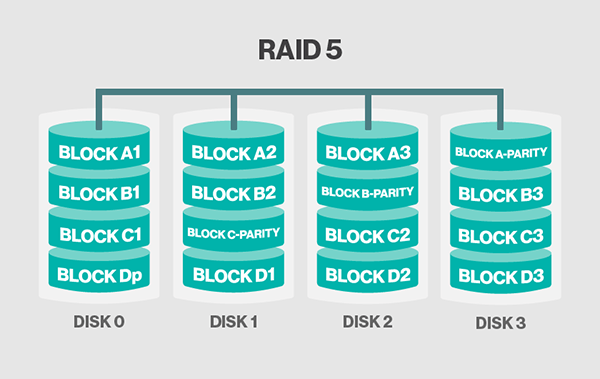 RAID 5
BLOCK A1 BLOCK A2 BLOCK A3 BLOCK A-PARITY
BLOCK B1 BLOCK B2 BLOCK B-PARITY BLOCK B3
BLOCK C1 BLOCK C-PARITY BLOCK C2 BLOCK C3
BLOCK Dp BLOCK D1 BLOCK D2 BLOCK D3
DISK 0 DISK 1 DISK 2 DISK 3